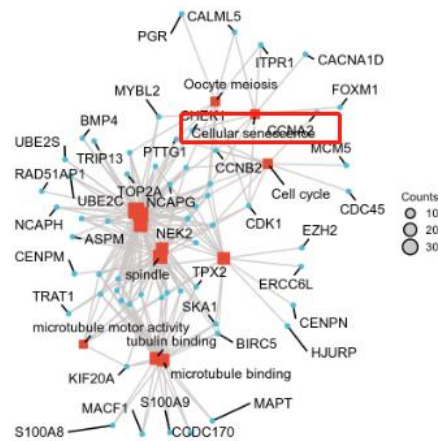 CALML5
PGR
ITPR1
CACNA1D
Oocyte meiosis
FOXM1
MYBL2
CHEK1
CCNA2
Cellular senescence
BMP4
UBE2S
TRIP13
PTTG1
MCM5
CCNB2
RAD51AP1
TOP2A
Cell cycle
UBE2C
NCAPG
CDC45
NCAPH
CDK1
NEK2
EZH2
ASPM
CENPM
spindle
TPX2
ERCC6L
TRAT1
SKA1
CENPN
microtubule motor activity
tubulin binding
BIRC5
HJURP
KIF20A
microtubule binding
S100A9
MACF1
MAPT
S100A8
CCDC170
Counts
10
20
30